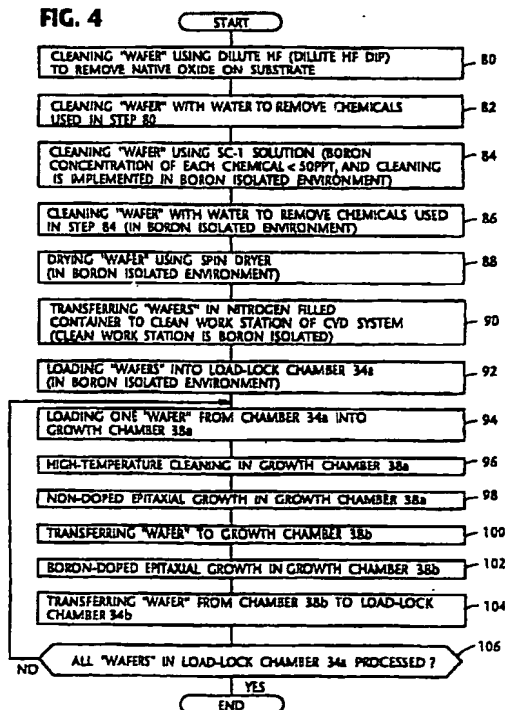 FIG. 4
START
CLEANING "WAFER" USING DILUTE HF (DILUTE HF DIP)
TO REMOVE NATIVE OXIDE ON SUBSTRATE
80
CLEANING "WAFER" WITH WATER TO REMOVE CHEMICALS
USED IN STEP 80
82
CLEANING "WAFER" USING SC-1 SOLUTION (BORON
CONCENTRATION OF EACH CHEMICAL < 50PPT, AND CLEANING
IS IMPLEMENTED IN BORON ISOLATED ENVIRONMENT)
84
CLEANING "WAFER" WITH WATER TO REMOVE CHEMICALS USED
IN STEP 84 (IN BORON ISOLATED ENVIRONMENT)
86
DRYING "WAFER" USING SPIN DRYER
(IN BORON ISOLATED ENVIRONMENT)
88
TRANSFERRING "WAFERS" IN NITROGEN FILLED
CONTAINER TO CLEAN WORK STATION OF CVD SYSTEM
(CLEAN WORK STATION IS BORON ISOLATED)
90
LOADING "WAFERS" INTO LOAD-LOCK CHAMBER 34a
(IN BORON ISOLATED ENVIRONMENT)
92
LOADING ONE "WAFER" FROM CHAMBER 34a INTO
GROWTH CHAMBER 38a
94
HIGH-TEMPERATURE CLEANING IN GROWTH CHAMBER 38a
96
NON-DOPED EPITAXIAL GROWTH IN GROWTH CHAMBER 38a
98
TRANSFERRING "WAFER" TO GROWTH CHAMBER 38b
100
BORON-DOPED EPITAXIAL GROWTH IN GROWTH CHAMBER 38b
102
TRANSFERRING "WAFER" FROM CHAMBER 38b TO LOAD-LOCK
CHAMBER 34b
104
ALL "WAFERS" IN LOAD-LOCK CHAMBER 34a PROCESSED ?
106
NO
YES
END